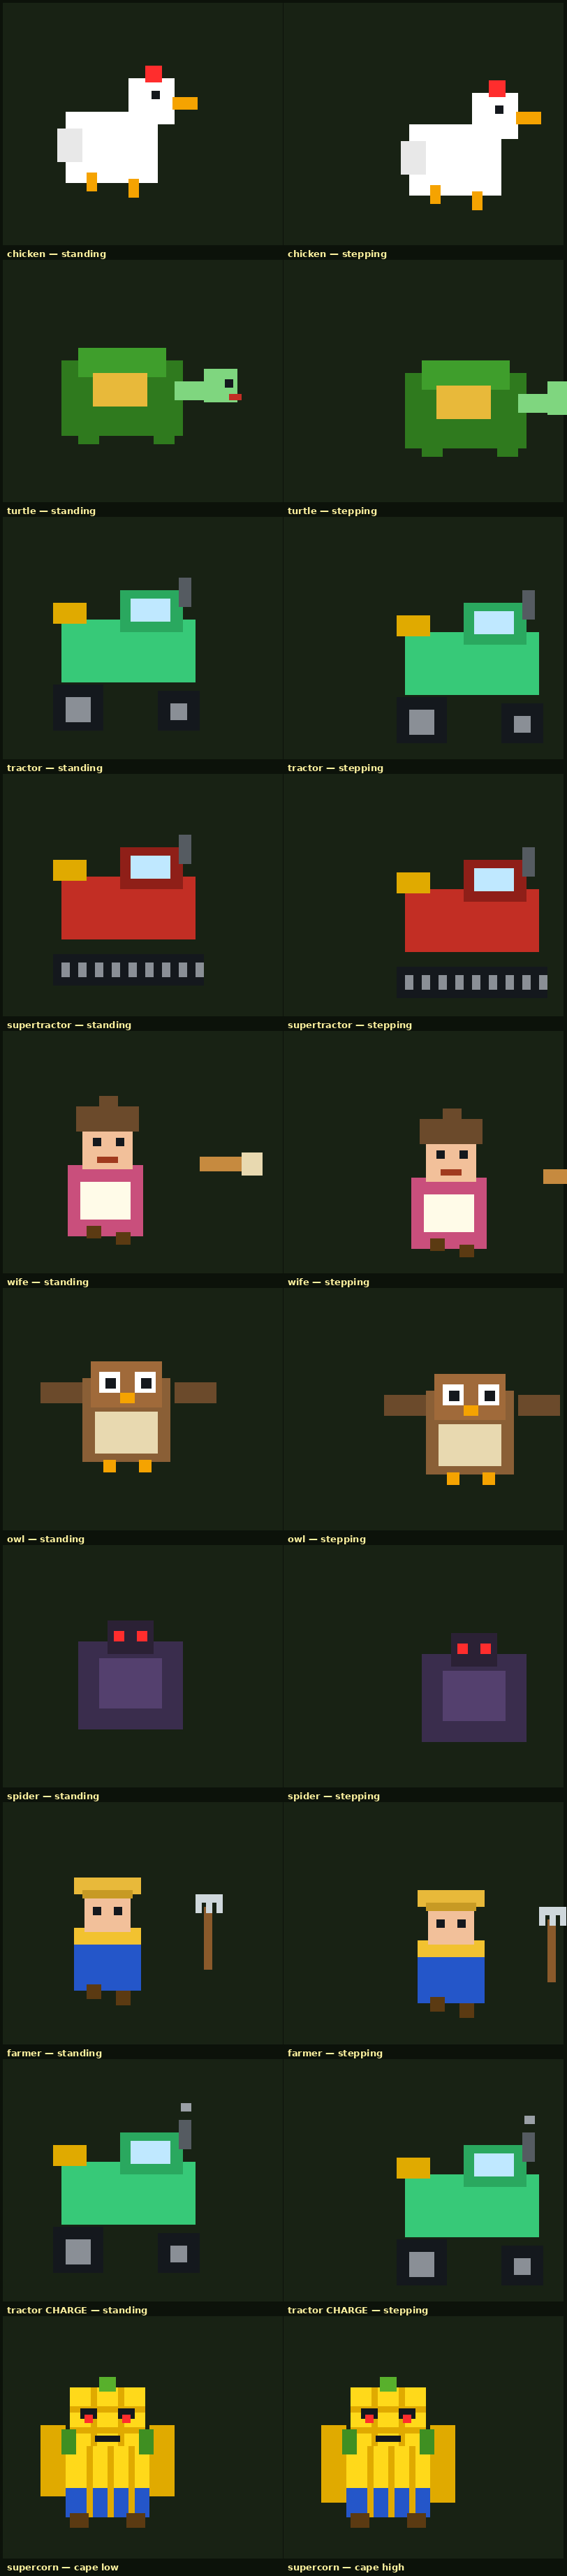 chicken — standing
chicken — stepping
turtle — standing
turtle — stepping
tractor — standing
tractor — stepping
supertractor — standing
supertractor — stepping
wife — standing
wife — stepping
owl — standing
owl — stepping
spider — standing
spider — stepping
farmer — standing
farmer — stepping
tractor CHARGE — standing
tractor CHARGE — stepping
supercorn — cape low
supercorn — cape high